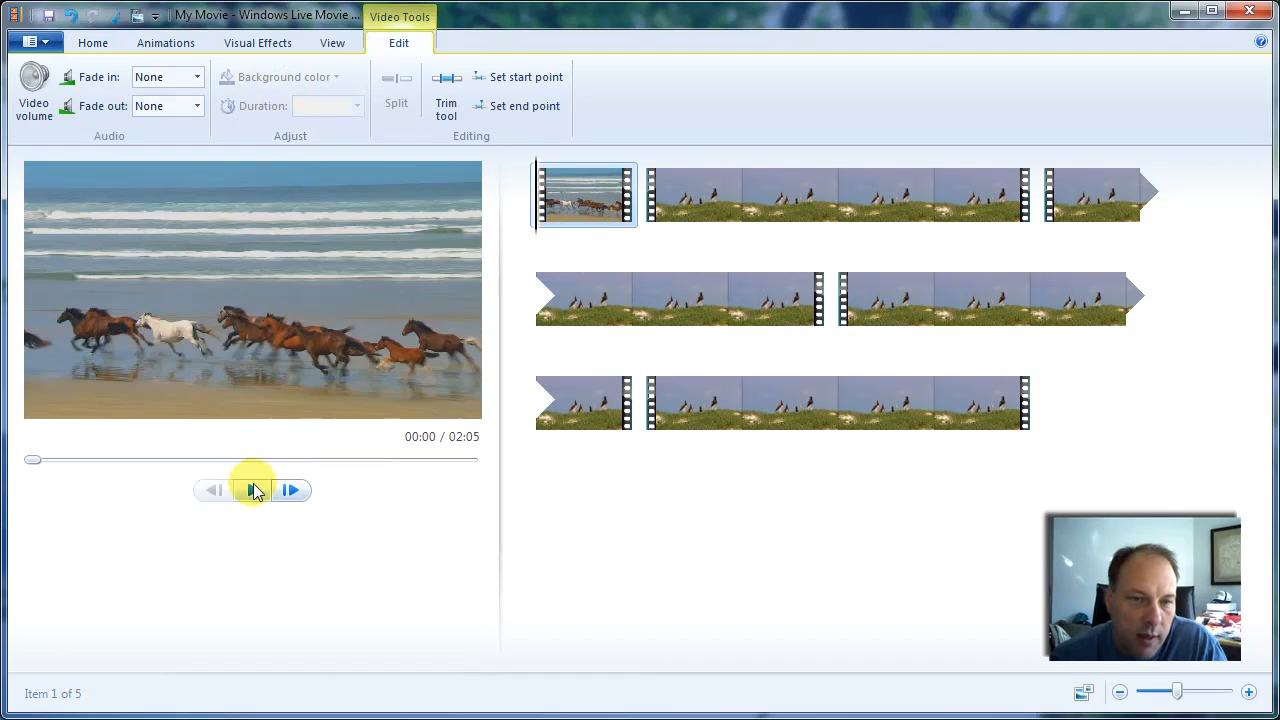 My Movie - Windows Live Movie ...
Video Tools
Home
Animations
Visual Effects
View
Edit
Video volume
Fade in:
None
Fade out:
None
Audio
Background color
Duration:
Adjust
Split
Trim tool
Set start point
Set end point
Editing
00:00 / 02:05
Item 1 of 5